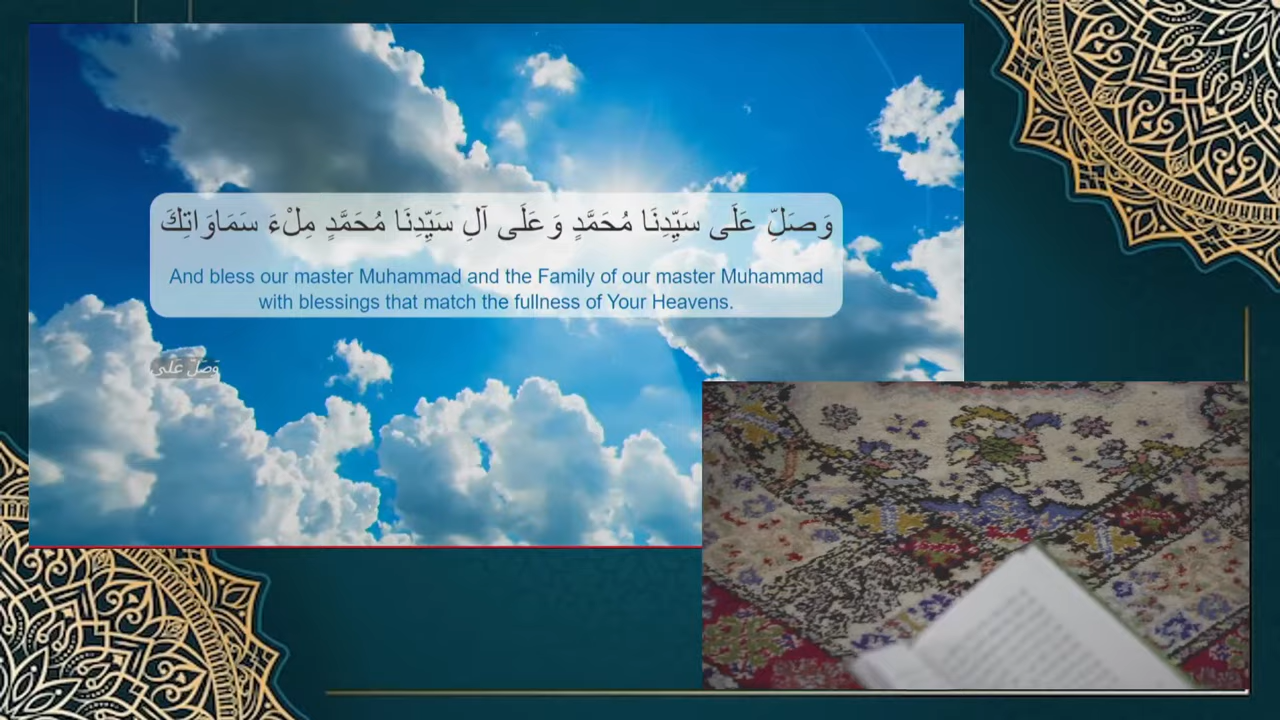 وَصَلِّ عَلَى سَيِّدِنَا مُحَمَّدٍ وَعَلَى آلِ سَيِّدِنَا مُحَمَّدٍ مِلْءَ سَمَاوَاتِكَ
And bless our master Muhammad and the Family of our master Muhammad
with blessings that match the fullness of Your Heavens.
وَصَلِّ عَلَى